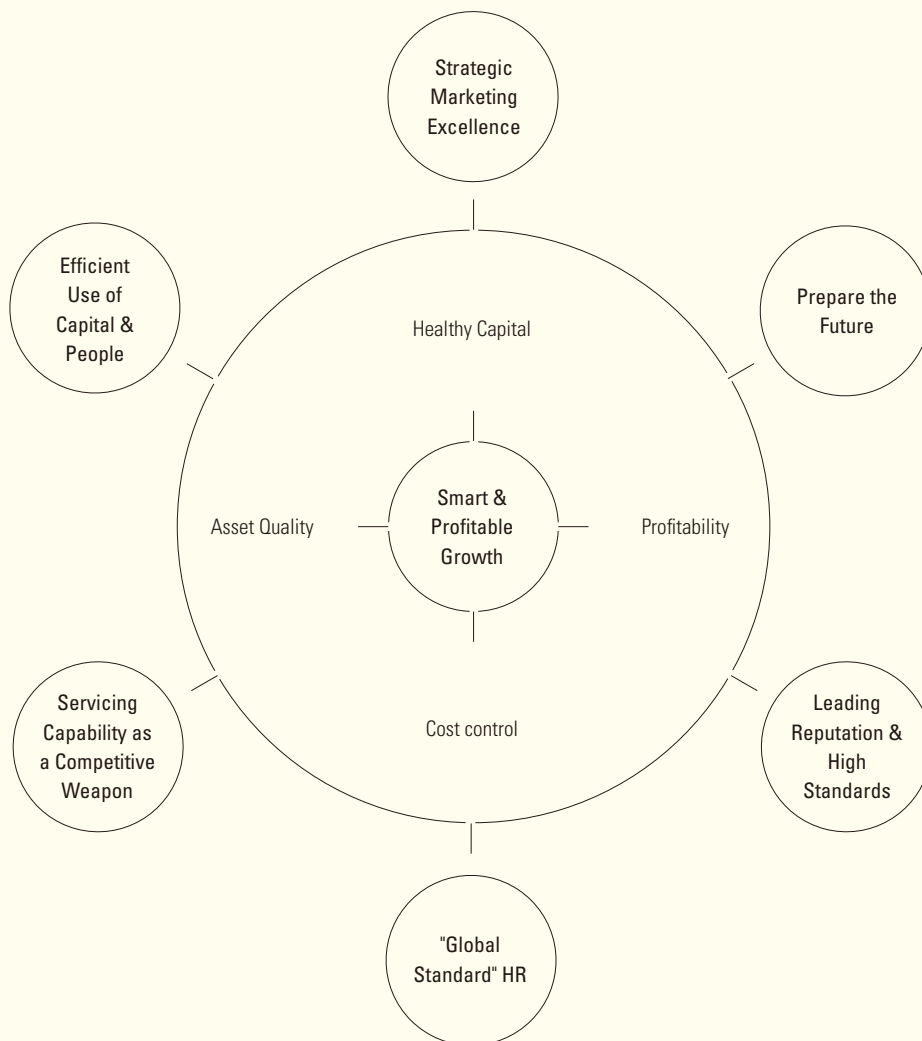 Strategic
Marketing
Excellence
Efficient
Use of
Capital &
People
Prepare the
Future
Healthy Capital
Asset Quality
Smart &
Profitable
Growth
Profitability
Servicing
Capability as
a Competitive
Weapon
Leading
Reputation &
High
Standards
Cost control
"Global
Standard" HR